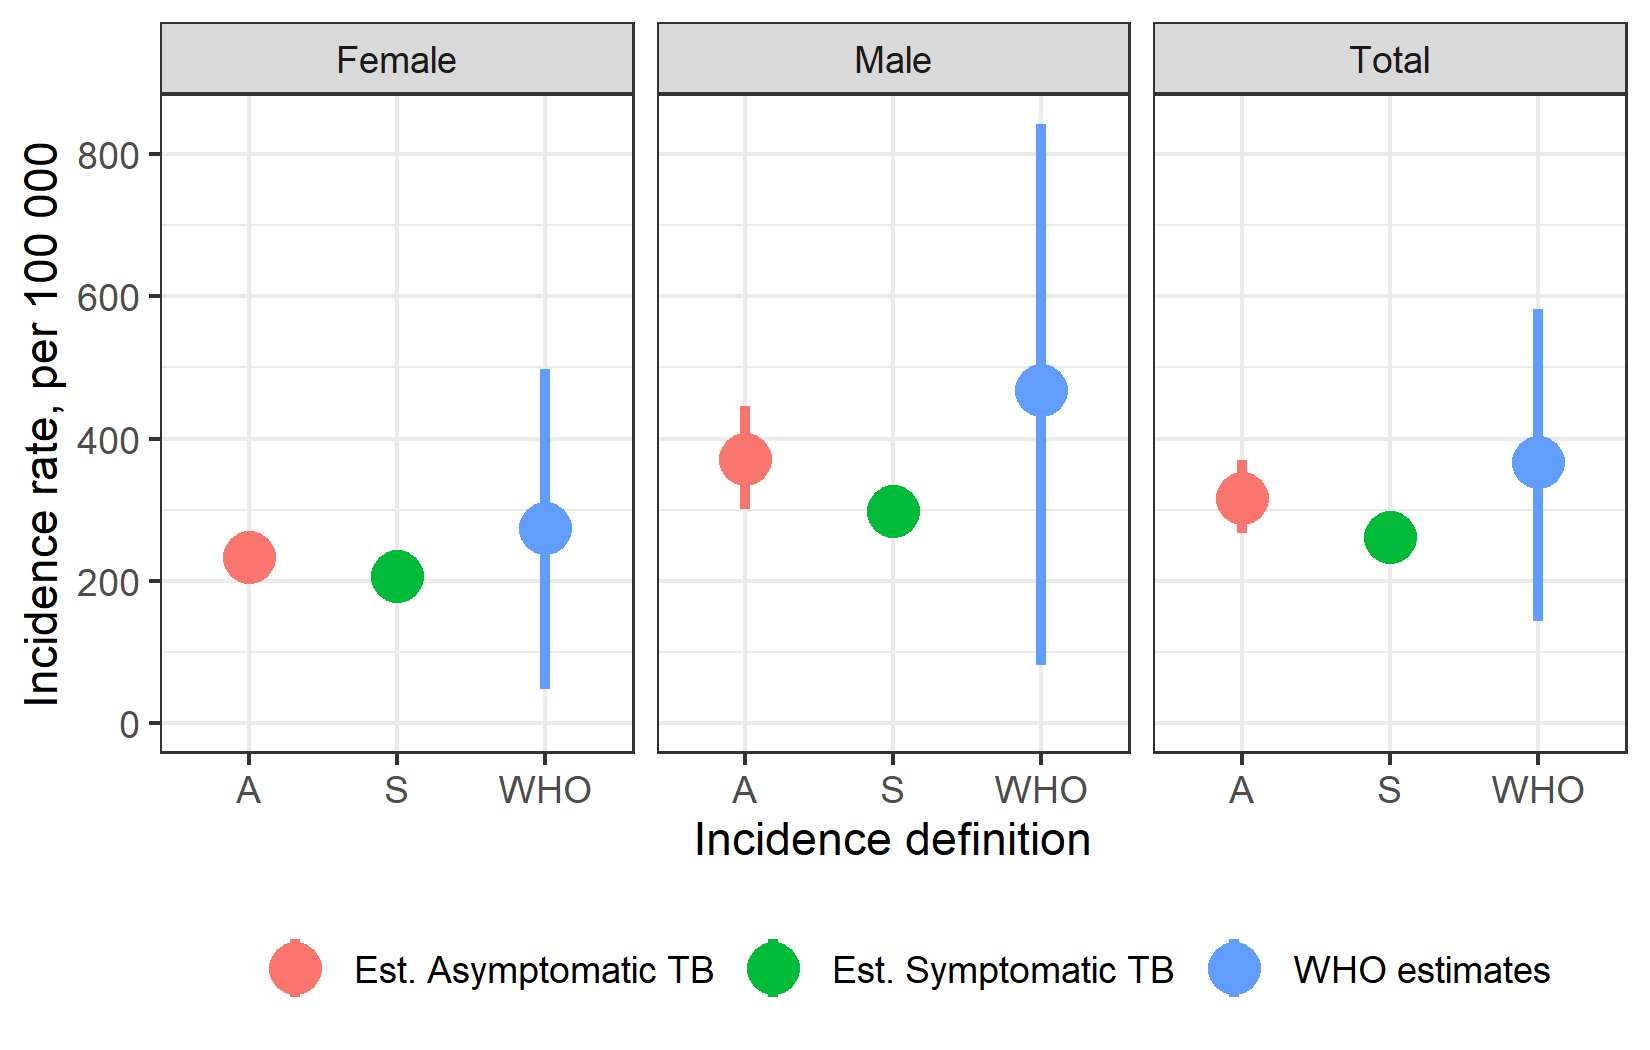 Female Male Total
Incidence rate, per 100 000
800
600
400
200
0
A S WHO A S WHO A S WHO
Incidence definition
Est. Asymptomatic TB Est. Symptomatic TB WHO estimates